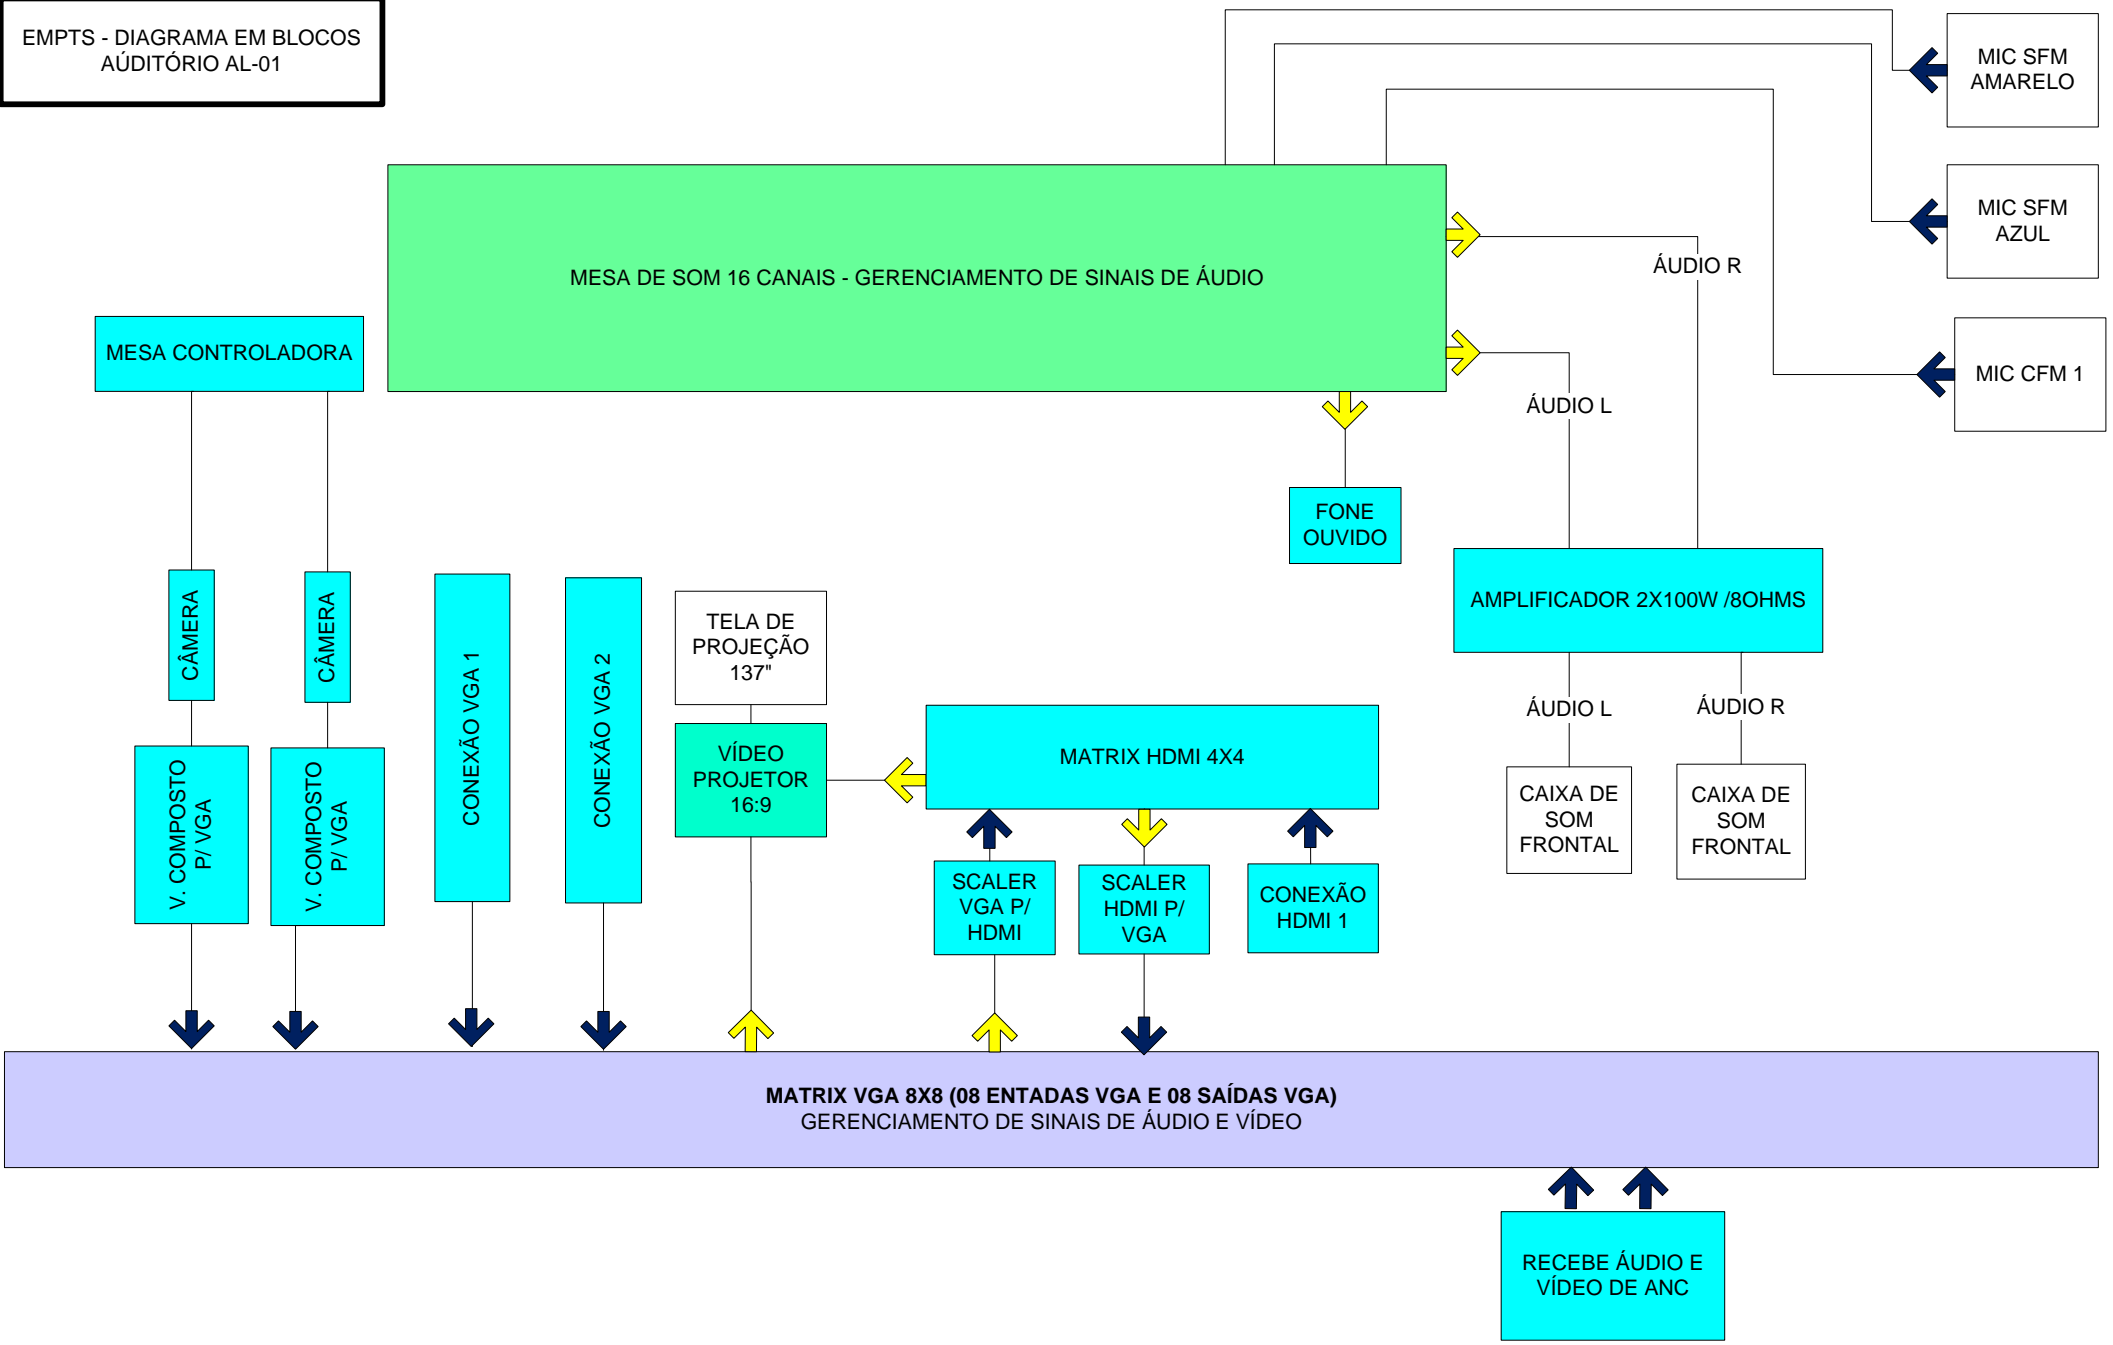 EMPTS - DIAGRAMA EM BLOCOS
AÚDITÓRIO AL-01
MIC SFM
AMARELO
MIC SFM
AZUL
MIC CFM 1
MESA DE SOM 16 CANAIS - GERENCIAMENTO DE SINAIS DE ÁUDIO
ÁUDIO R
ÁUDIO L
MESA CONTROLADORA
FONE
OUVIDO
AMPLIFICADOR 2X100W /8OHMS
ÁUDIO L
ÁUDIO R
CAIXA DE
SOM
FRONTAL
CAIXA DE
SOM
FRONTAL
CÂMERA
CÂMERA
V. COMPOSTO
P/ VGA
V. COMPOSTO
P/ VGA
CONEXÃO VGA 1
CONEXÃO VGA 2
TELA DE
PROJEÇÃO
137"
VÍDEO
PROJETOR
16:9
MATRIX HDMI 4X4
SCALER
VGA P/
HDMI
SCALER
HDMI P/
VGA
CONEXÃO
HDMI 1
MATRIX VGA 8X8 (08 ENTADAS VGA E 08 SAÍDAS VGA)
GERENCIAMENTO DE SINAIS DE ÁUDIO E VÍDEO
RECEBE ÁUDIO E
VÍDEO DE ANC